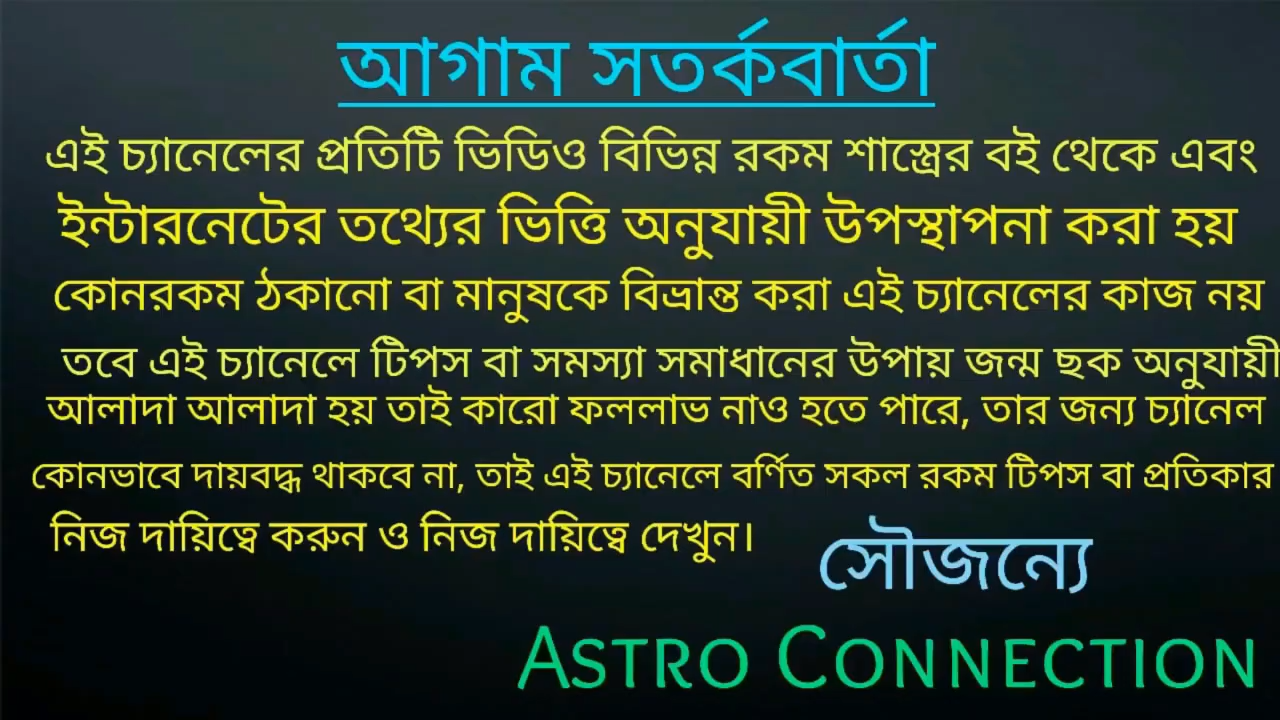 আগাম সতর্কবার্তা
এই চ্যানেলের প্রতিটি ভিডিও বিভিন্ন রকম শাস্ত্রের বই থেকে এবং
ইন্টারনেটের তথ্যের ভিত্তি অনুযায়ী উপস্থাপনা করা হয়
কোনরকম ঠকানো বা মানুষকে বিভ্রান্ত করা এই চ্যানেলের কাজ নয়
তবে এই চ্যানেলে টিপস বা সমস্যা সমাধানের উপায় জন্ম ছক অনুযায়ী
আলাদা আলাদা হয় তাই কারো ফললাভ নাও হতে পারে, তার জন্য চ্যানেল
কোনভাবে দায়বদ্ধ থাকবে না, তাই এই চ্যানেলে বর্ণিত সকল রকম টিপস বা প্রতিকার
নিজ দায়িত্বে করুন ও নিজ দায়িত্বে দেখুন।
সৌজন্যে
ASTRO CONNECTION